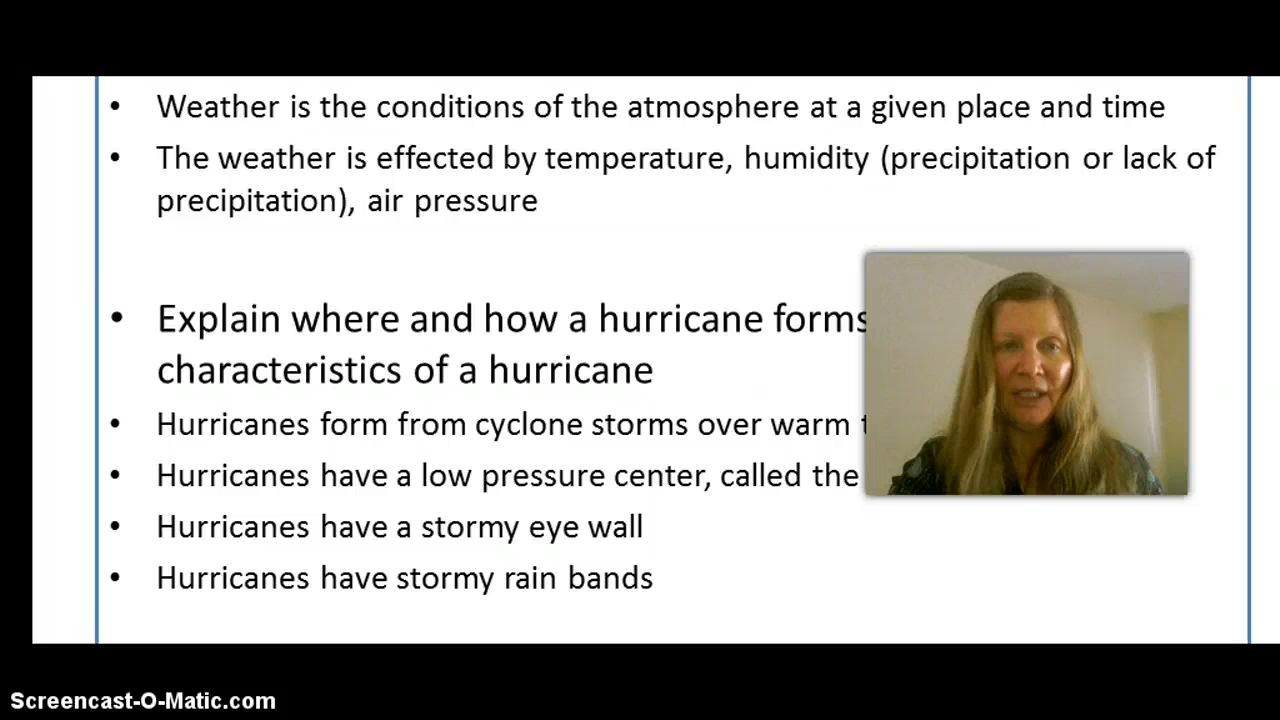 • Weather is the conditions of the atmosphere at a given place and time
• The weather is effected by temperature, humidity (precipitation or lack of
precipitation), air pressure
• Explain where and how a hurricane forms
characteristics of a hurricane
• Hurricanes form from cyclone storms over warm
• Hurricanes have a low pressure center, called the
• Hurricanes have a stormy eye wall
• Hurricanes have stormy rain bands
Screencast-O-Matic.com